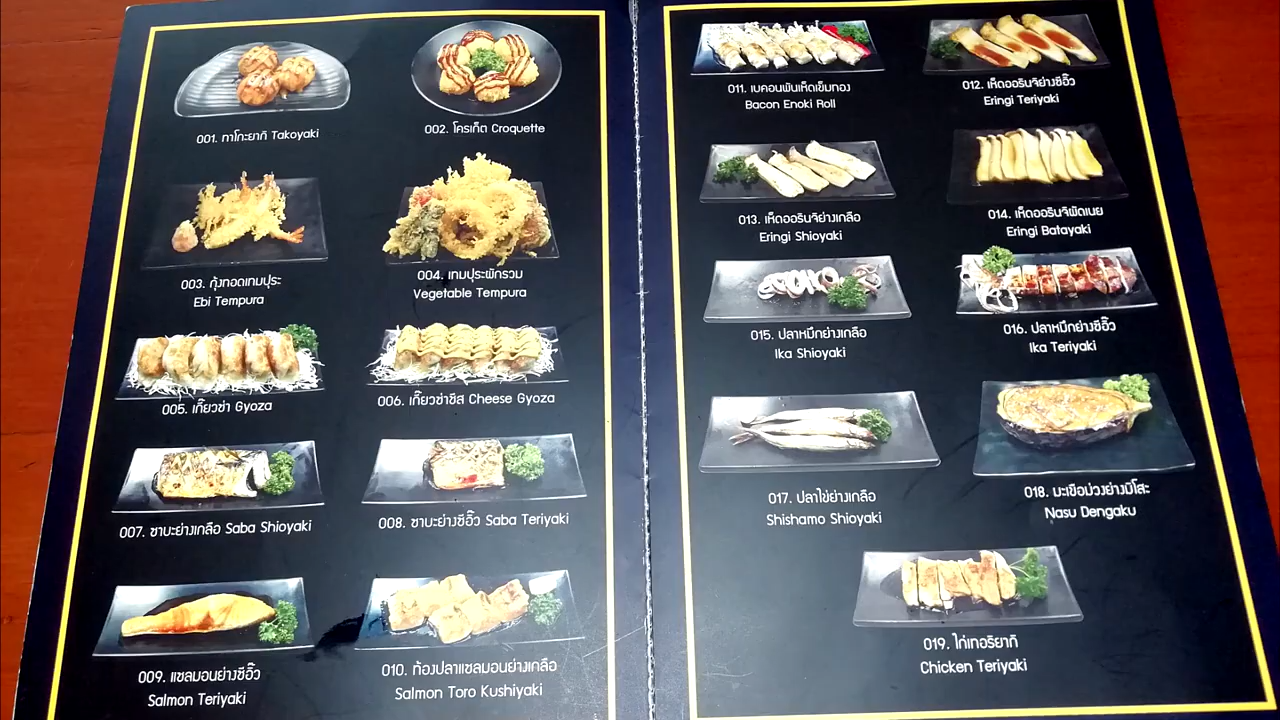 001. ทาโกะยากิ Takoyaki
002. โครเก็ต Croquette
003. กุ้งทอดเทมปุระ
Ebi Tempura
004. เทมปุระผักรวม
Vegetable Tempura
005. เกี๊ยวซ่า Gyoza
006. เกี๊ยวซ่าชีส Cheese Gyoza
007. ซาบะย่างเกลือ Saba Shioyaki
008. ซาบะย่างซีอิ๊ว Saba Teriyaki
009. แซลมอนย่างซีอิ๊ว
Salmon Teriyaki
010. ท้องปลาแซลมอนย่างเกลือ
Salmon Toro Kushiyaki
011. เบคอนพันเห็ดเข็มทอง
Bacon Enoki Roll
012. เห็ดออรินจิย่างซีอิ๊ว
Eringi Teriyaki
013. เห็ดออรินจิย่างเกลือ
Eringi Shioyaki
014. เห็ดออรินจิผัดเนย
Eringi Batayaki
015. ปลาหมึกย่างเกลือ
Ika Shioyaki
016. ปลาหมึกย่างซีอิ๊ว
Ika Teriyaki
017. ปลาไข่ย่างเกลือ
Shishamo Shioyaki
018. มะเขือม่วงย่างมิโสะ
Nasu Dengaku
019. ไก่เทอริยากิ
Chicken Teriyaki